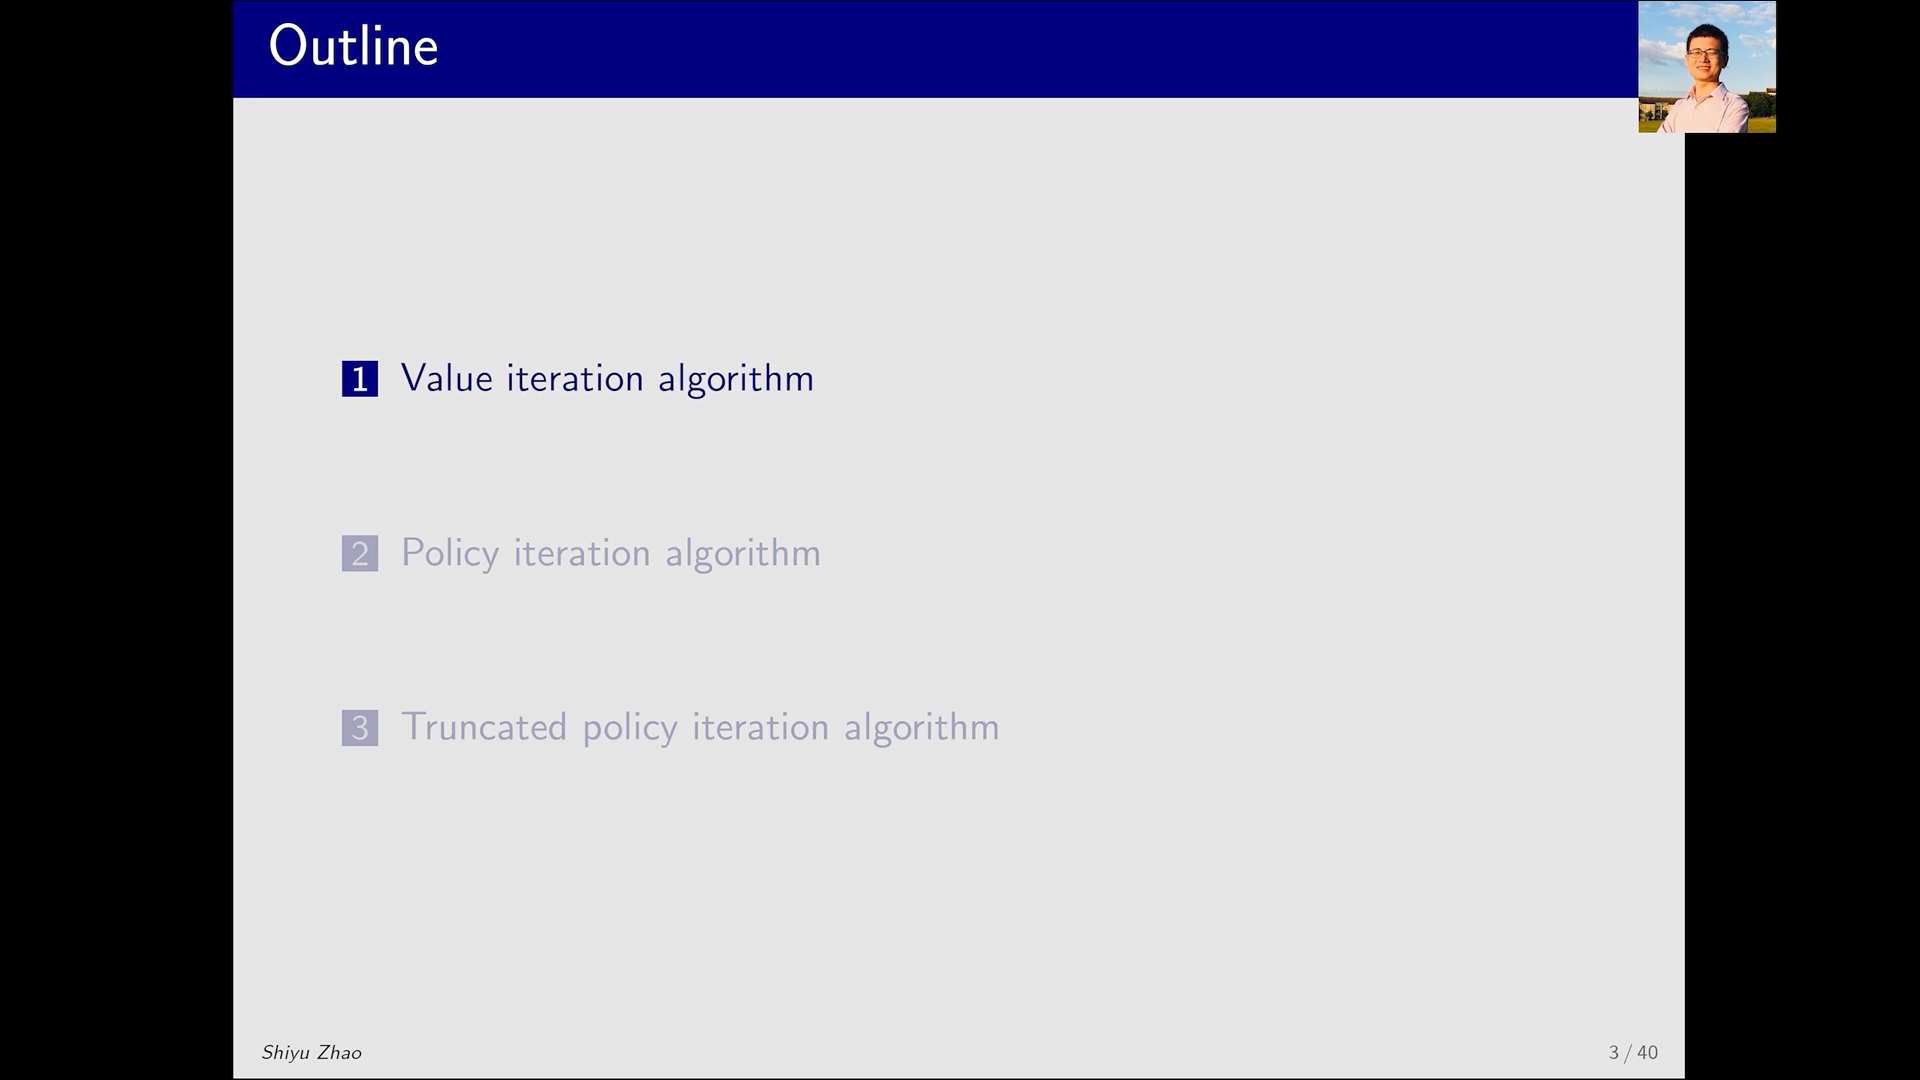 Outline
1 Value iteration algorithm
2 Policy iteration algorithm
3 Truncated policy iteration algorithm
Shiyu Zhao
3 / 40